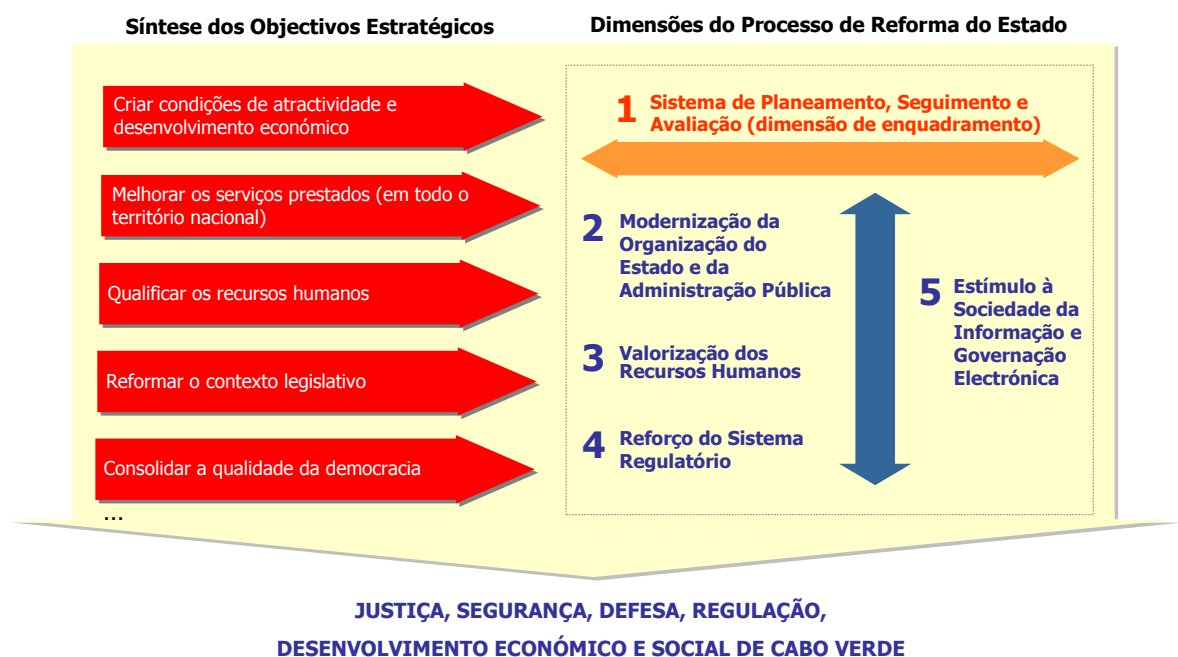 Síntese dos Objectivos Estratégicos
Criar condições de atractividade e
desenvolvimento económico
Melhorar os serviços prestados (em todo o
território nacional)
Qualificar os recursos humanos
Reformar o contexto legislativo
Consolidar a qualidade da democracia
...
Dimensões do Processo de Reforma do Estado
1 Sistema de Planeamento, Seguimento e
Avaliação (dimensão de enquadramento)
2 Modernização da
Organização do
Estado e da
Administração Pública
3 Valorização dos
Recursos Humanos
4 Reforço do Sistema
Regulatório
5 Estímulo à
Sociedade da
Informação e
Governação
Electrónica
JUSTIÇA, SEGURANÇA, DEFESA, REGULAÇÃO,
DESENVOLVIMENTO ECONÓMICO E SOCIAL DE CABO VERDE